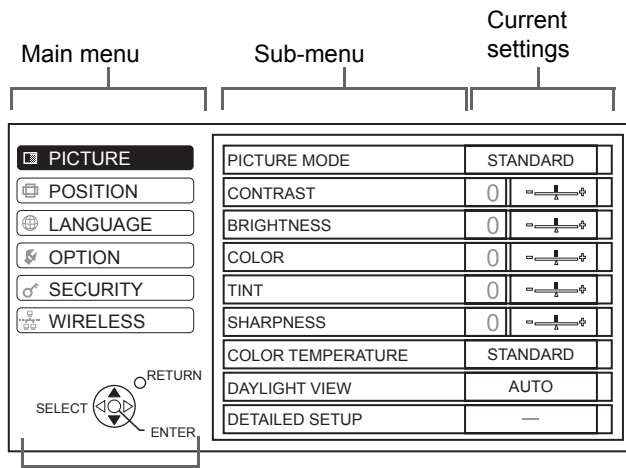 Main menu
Sub-menu
Current
settings
PICTURE
POSITION
LANGUAGE
OPTION
SECURITY
WIRELESS
RETURN
SELECT
ENTER
PICTURE MODE STANDARD
CONTRAST 0 - +
BRIGHTNESS 0 - +
COLOR 0 - +
TINT 0 - +
SHARPNESS 0 - +
COLOR TEMPERATURE STANDARD
DAYLIGHT VIEW AUTO
DETAILED SETUP —